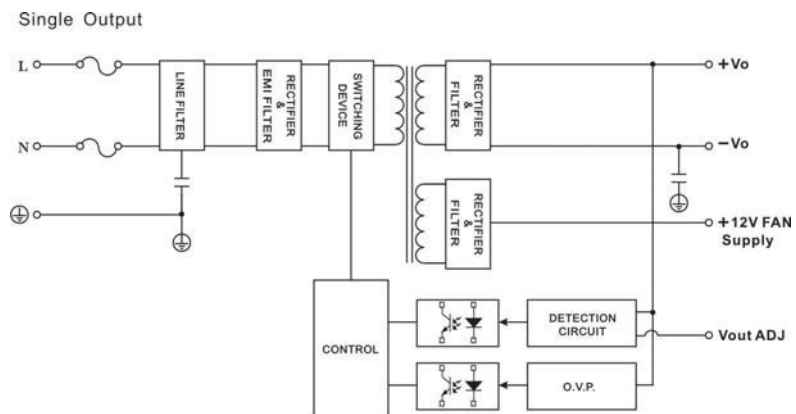 Single Output
L
N
LINE FILTER
RECTIFIER
&
EMI FILTER
SWITCHING
DEVICE
RECTIFIER
&
FILTER
+Vo
-Vo
RECTIFIER
&
FILTER
+12V FAN
Supply
CONTROL
DETECTION
CIRCUIT
Vout ADJ
O.V.P.